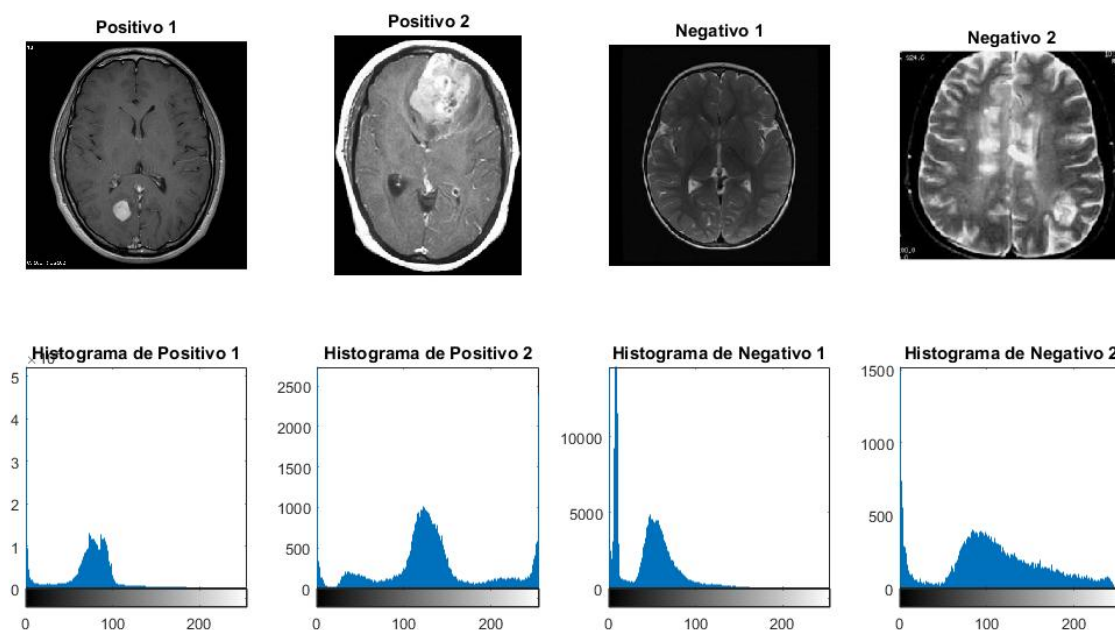 Positivo 1
Positivo 2
Negativo 1
Negativo 2
Histograma de Positivo 1
Histograma de Positivo 2
Histograma de Negativo 1
Histograma de Negativo 2
5
4
3
2
1
0
0 100 200
2500
2000
1500
1000
500
0
0 100 200
10000
5000
0
0 100 200
1500
1000
500
0
0 100 200